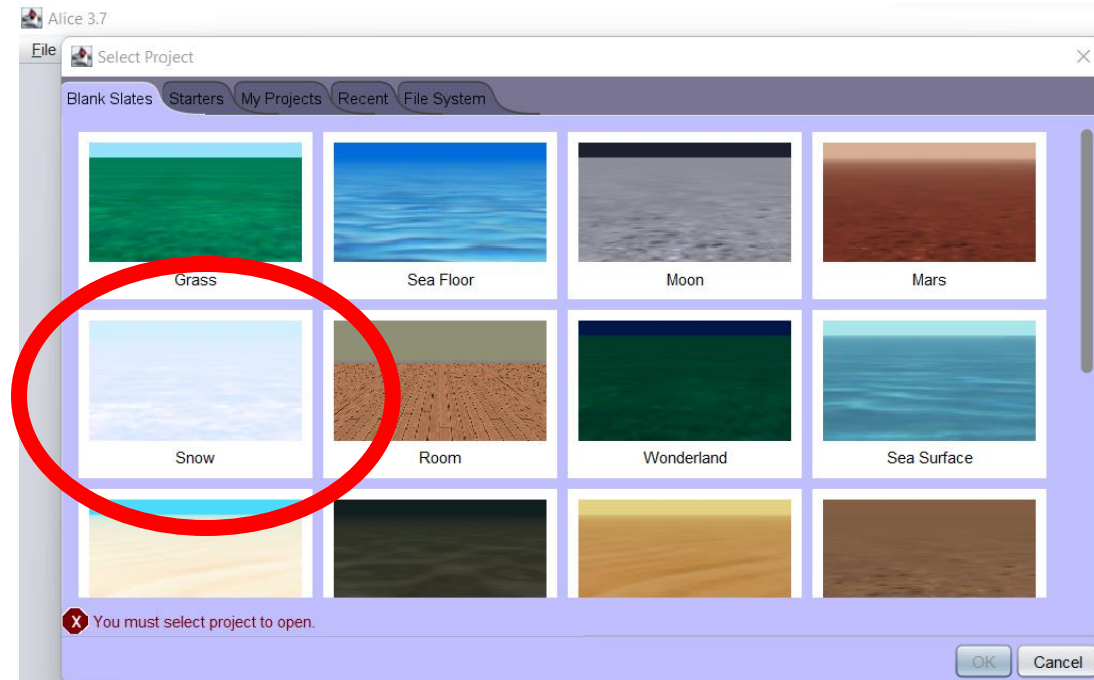 Alice 3.7
File
Select Project
Blank Slates Starters My Projects Recent File System
Grass Sea Floor Moon Mars
Snow Room Wonderland Sea Surface
X You must select project to open.
OK Cancel